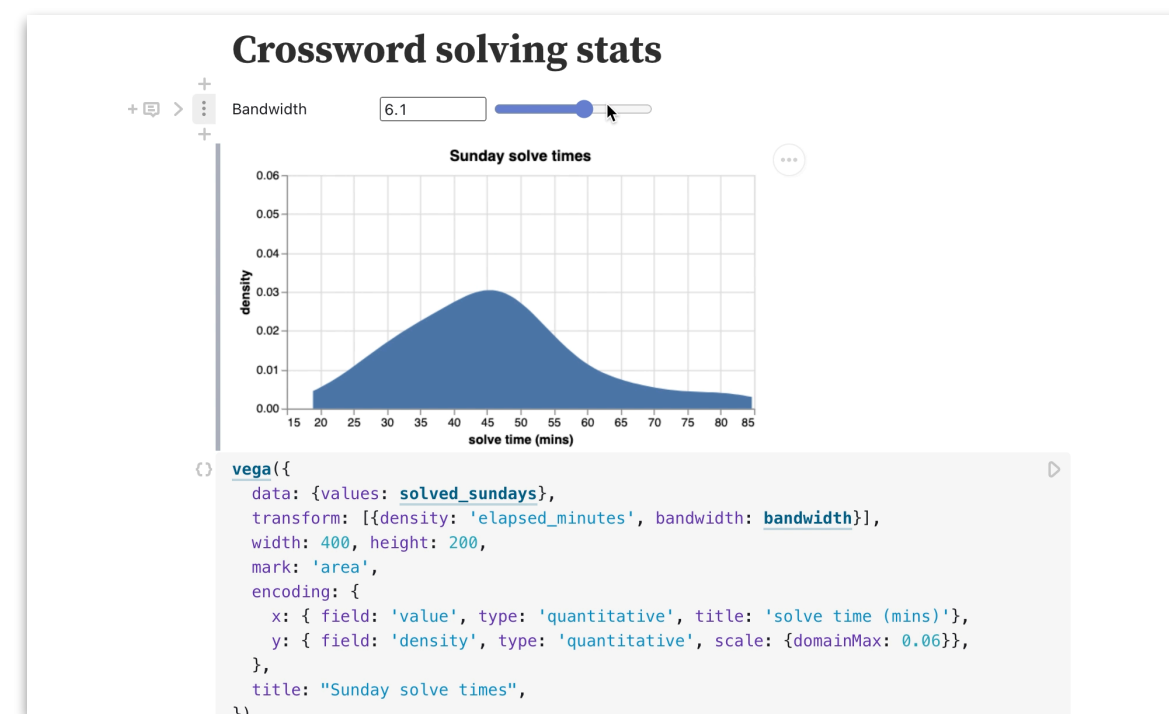 Crossword solving stats
Bandwidth 6.1
Sunday solve times
0.06
0.05
0.04
0.03
0.02
0.01
0.00
density
15 20 25 30 35 40 45 50 55 60 65 70 75 80 85
solve time (mins)
vega({
  data: {values: solved_sundays},
  transform: [{density: 'elapsed_minutes', bandwidth: bandwidth}],
  width: 400, height: 200,
  mark: 'area',
  encoding: {
    x: { field: 'value', type: 'quantitative', title: 'solve time (mins)'},
    y: { field: 'density', type: 'quantitative', scale: {domainMax: 0.06}},
  },
  title: "Sunday solve times",
})